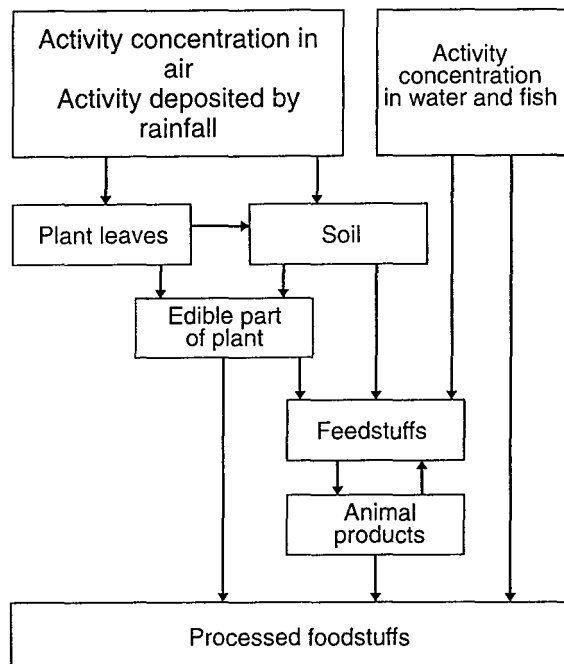 Activity concentration in
air
Activity deposited by
rainfall
Activity
concentration
in water and fish
Plant leaves
Soil
Edible part
of plant
Feedstuffs
Animal
products
Processed foodstuffs